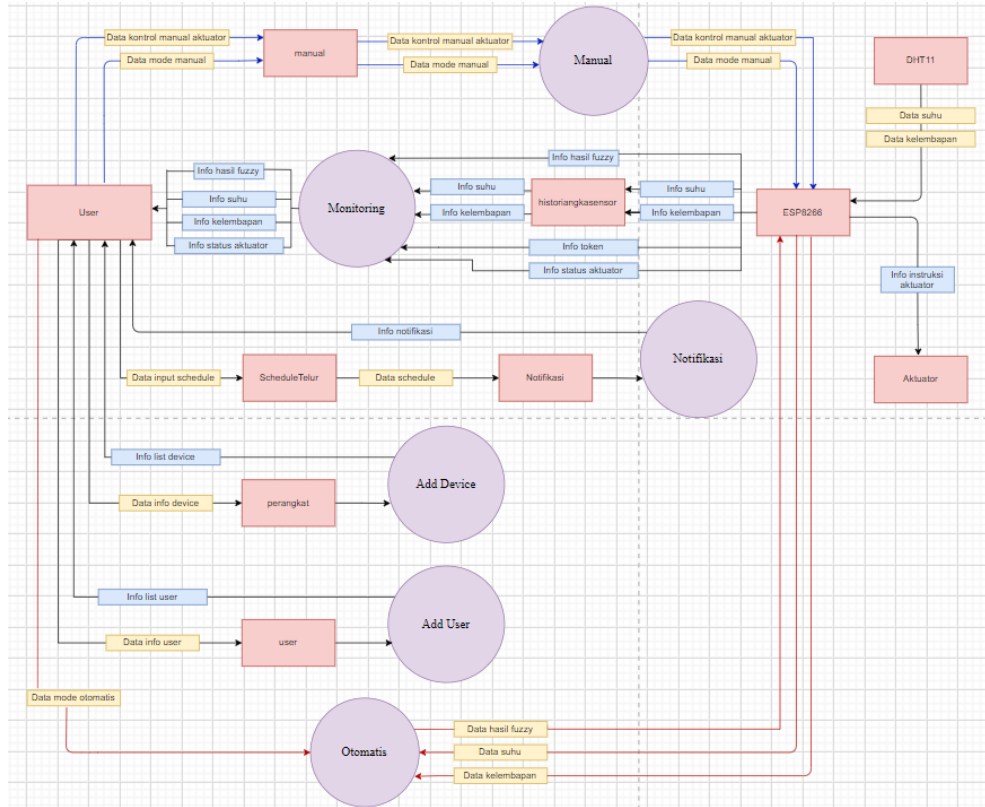 Data kontrol manual aktuator
Data mode manual
manual
Data kontrol manual aktuator
Data mode manual
Manual
Data kontrol manual aktuator
Data mode manual
DHT11
Data suhu
Data kelembapan
User
Info hasil fuzzy
Info suhu
Info kelembapan
Info status aktuator
Monitoring
Info hasil fuzzy
Info suhu
Info kelembapan
historiangkasensor
Info suhu
Info kelembapan
Info token
Info status aktuator
ESP8266
Info instruksi
aktuator
Aktuator
Info notifikasi
Notifikasi
Data input schedule
ScheduleTelur
Data schedule
Notifikasi
Info list device
Add Device
Data info device
perangkat
Info list user
Add User
Data info user
user
Data mode otomatis
Otomatis
Data hasil fuzzy
Data suhu
Data kelembapan